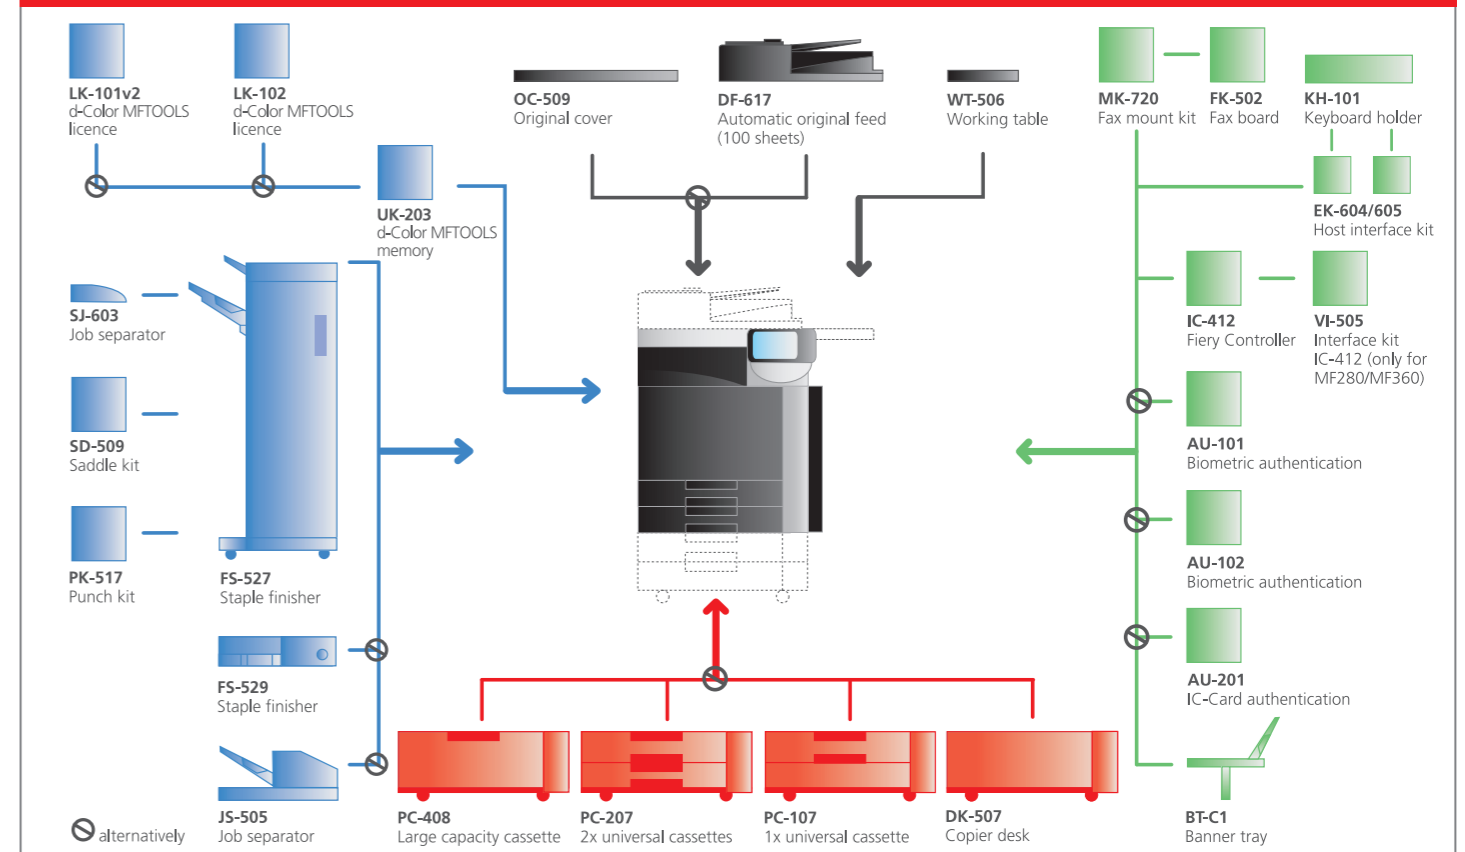 LK-101v2
d-Color MFTOOLS
licence
LK-102
d-Color MFTOOLS
licence
OC-509
Original cover
DF-617
Automatic original feed
(100 sheets)
WT-506
Working table
MK-720
Fax mount kit
FK-502
Fax board
KH-101
Keyboard holder
UK-203
d-Color MFTOOLS
memory
EK-604/605
Host interface kit
SJ-603
Job separator
IC-412
Fiery Controller
VI-505
Interface kit
IC-412 (only for
MF280/MF360)
SD-509
Saddle kit
AU-101
Biometric authentication
PK-517
Punch kit
FS-527
Staple finisher
AU-102
Biometric authentication
FS-529
Staple finisher
AU-201
IC-Card authentication
JS-505
Job separator
PC-408
Large capacity cassette
PC-207
2x universal cassettes
PC-107
1x universal cassette
DK-507
Copier desk
BT-C1
Banner tray
alternatively